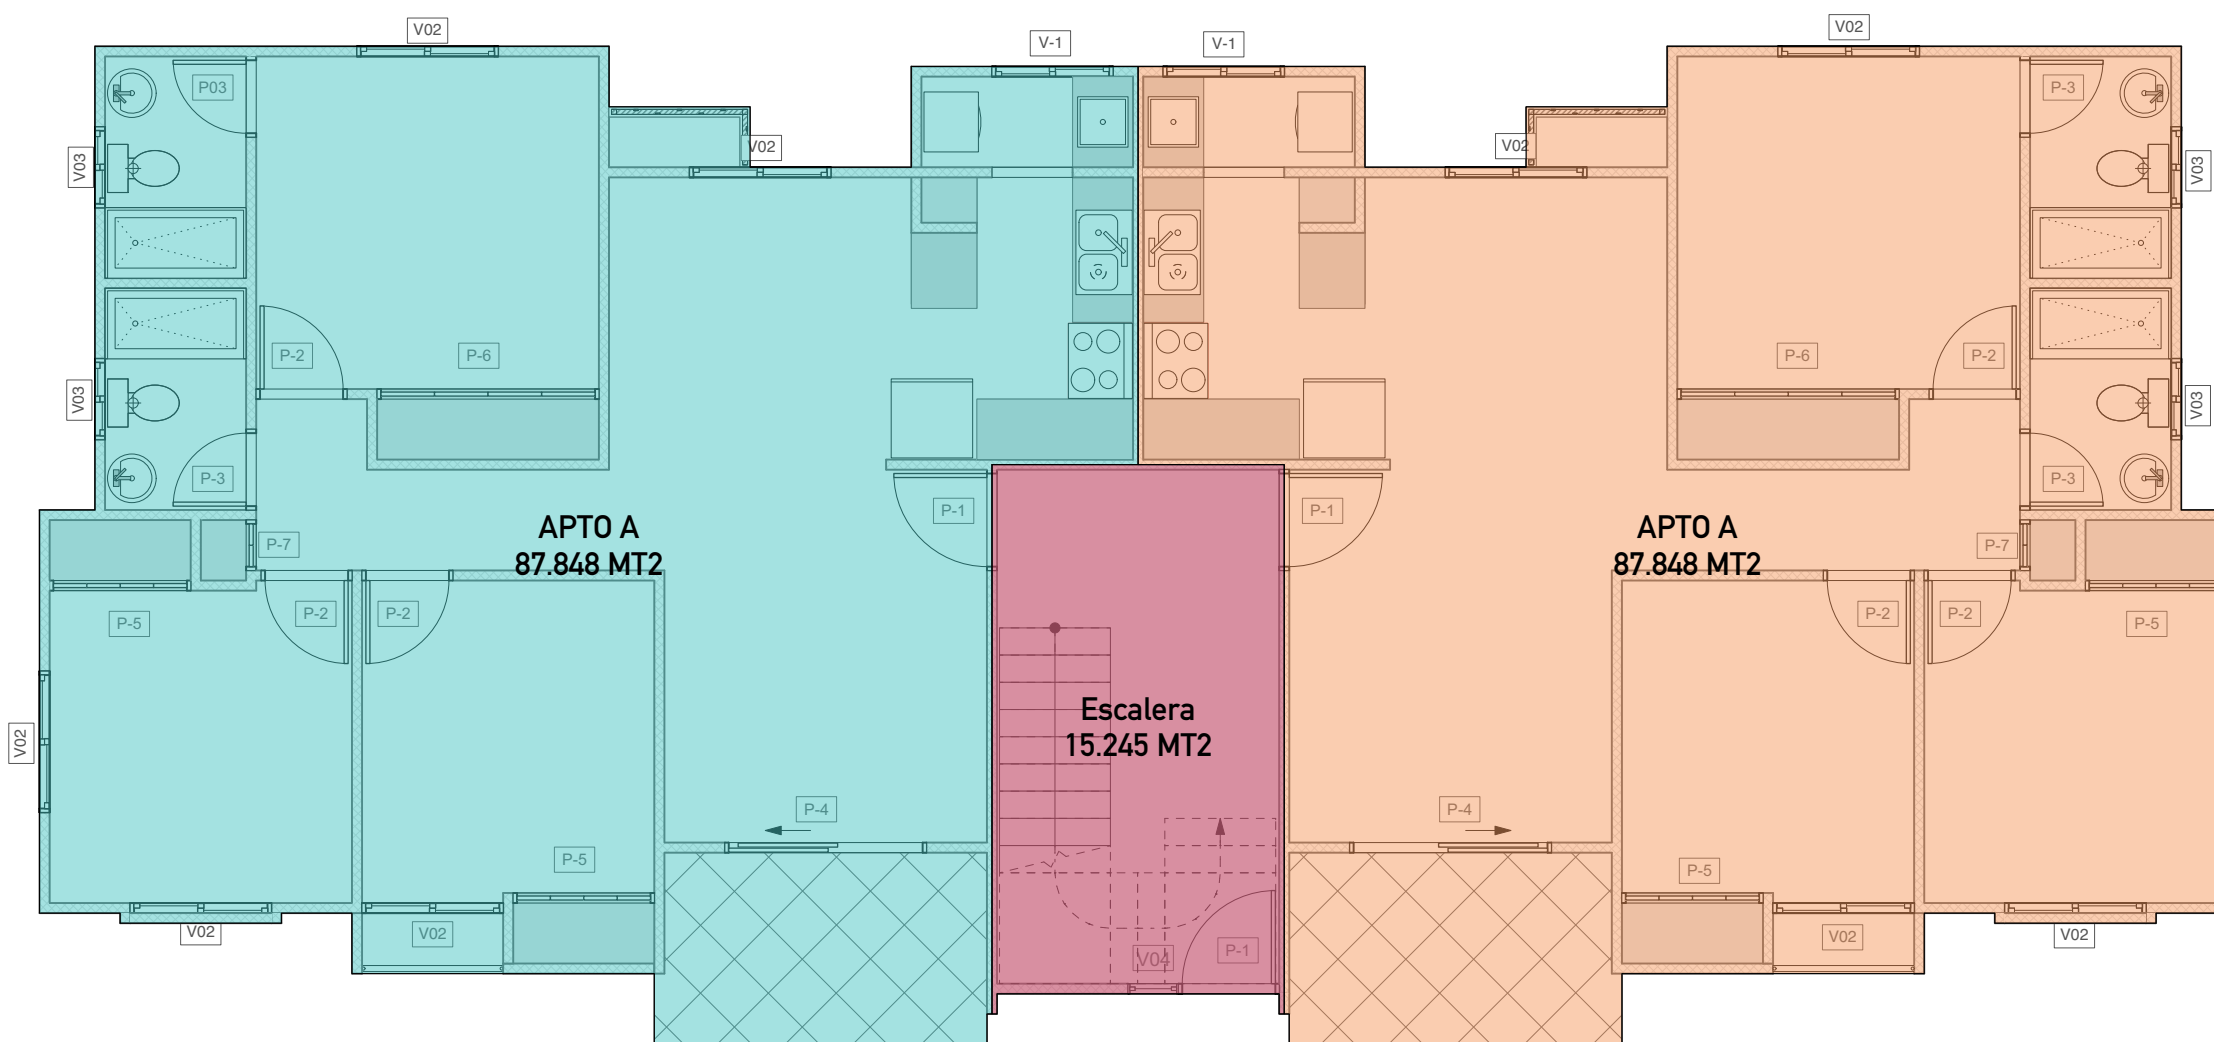 V02
V-1
V-1
V02
P03
P-3
V02
V02
V03
V03
P-2
P-6
P-6
P-2
V03
V03
P-3
P-3
P-1
P-1
APTO A
87.848 MT2
APTO A
87.848 MT2
P-7
P-7
P-5
P-2
P-2
P-2
P-2
P-5
Escalera
15.245 MT2
V02
P-4
P-4
P-5
P-5
V02
V02
V04
P-1
V02
V02